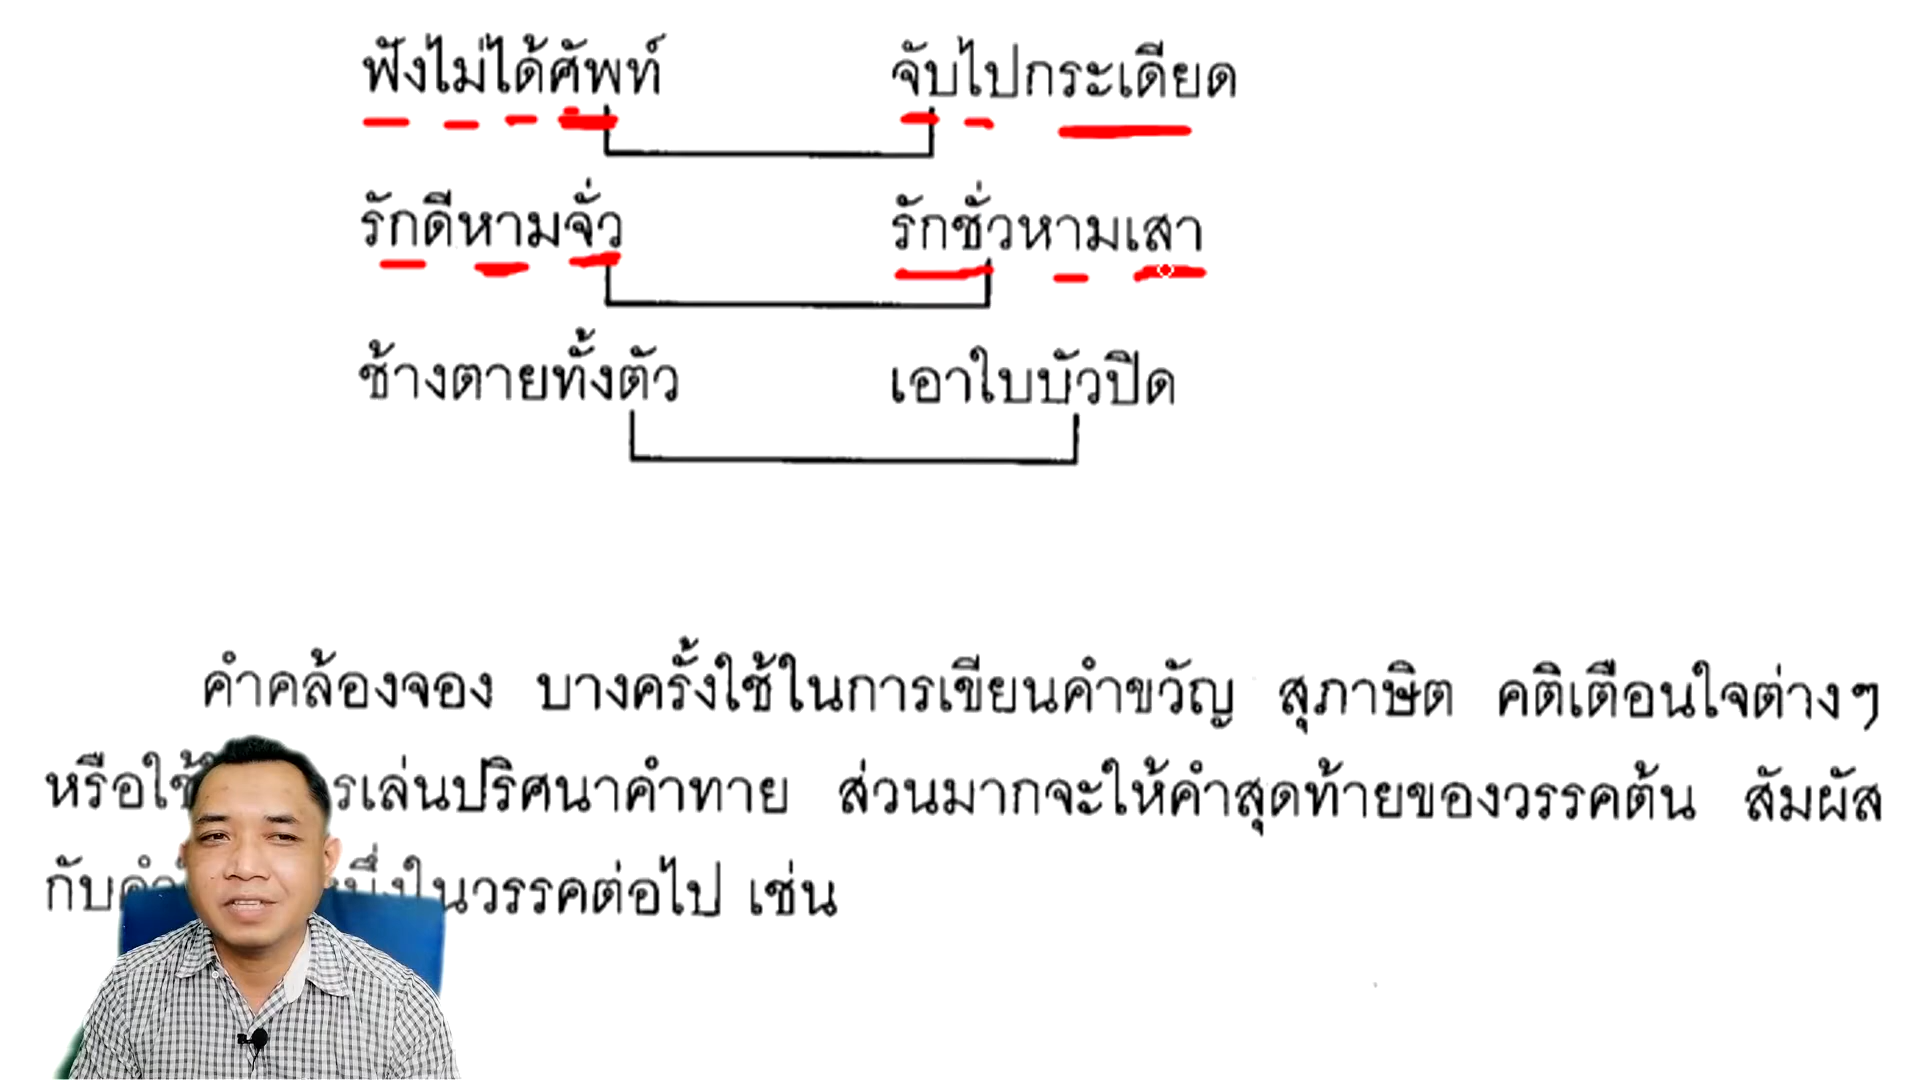 ฟังไม่ได้ศัพท์ จับไปกระเดียด
รักดีหามจั่ว รักชั่วหามเสา
ช้างตายทั้งตัว เอาใบบัวปิด
คำคล้องจอง บางครั้งใช้ในการเขียนคำขวัญ สุภาษิต คติเตือนใจต่างๆ
หรือใช้ เล่นปริศนาคำทาย ส่วนมากจะให้คำสุดท้ายของวรรคต้น สัมผัส
กับ ในวรรคต่อไป เช่น